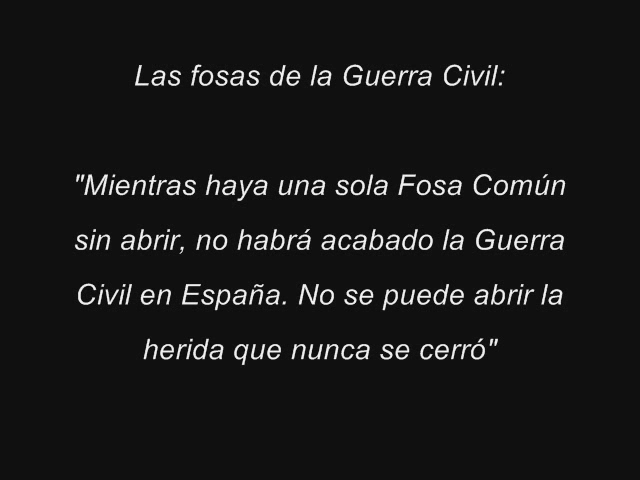 Las fosas de la Guerra Civil:
"Mientras haya una sola Fosa Común
sin abrir, no habrá acabado la Guerra
Civil en España. No se puede abrir la
herida que nunca se cerró"